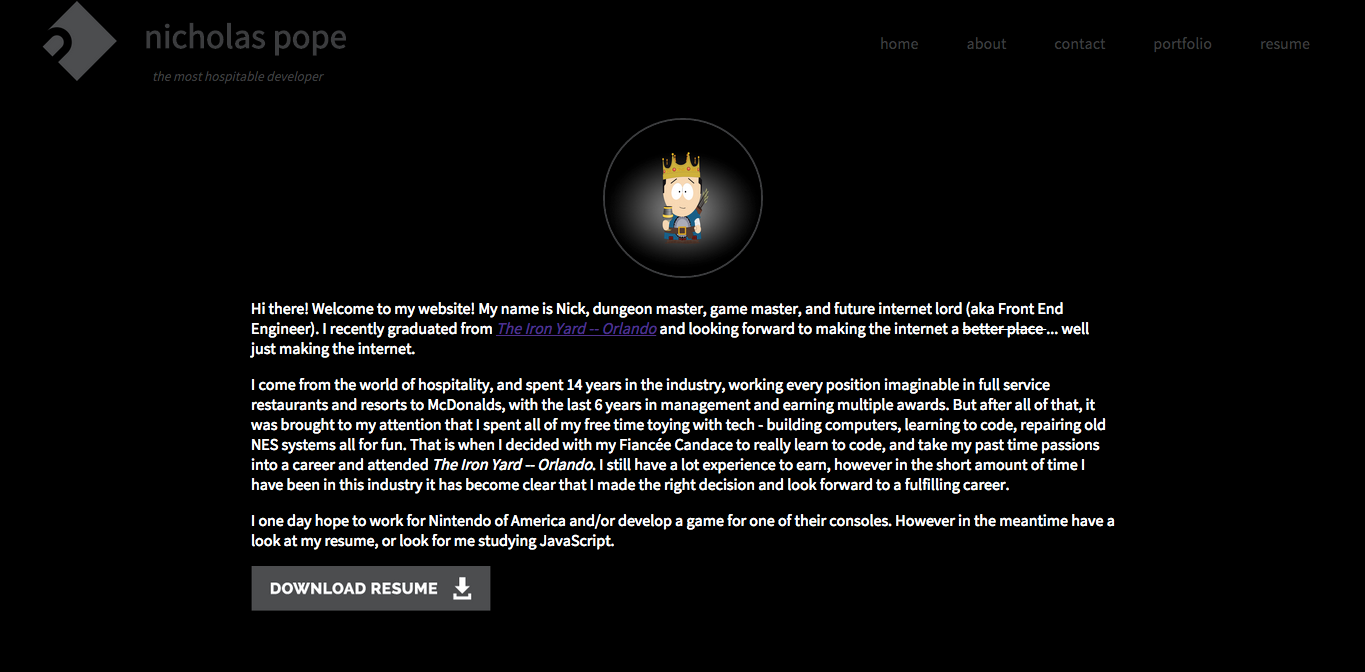 nicholas pope
the most hospitable developer
home about contact portfolio resume
Hi there! Welcome to my website! My name is Nick, dungeon master, game master, and future internet lord (aka Front End
Engineer). I recently graduated from The Iron Yard -- Orlando and looking forward to making the internet a better place ... well
just making the internet.
I come from the world of hospitality, and spent 14 years in the industry, working every position imaginable in full service
restaurants and resorts to McDonalds, with the last 6 years in management and earning multiple awards. But after all of that, it
was brought to my attention that I spent all of my free time toying with tech - building computers, learning to code, repairing old
NES systems all for fun. That is when I decided with my Fiancée Candace to really learn to code, and take my past time passions
into a career and attended The Iron Yard -- Orlando. I still have a lot experience to earn, however in the short amount of time I
have been in this industry it has become clear that I made the right decision and look forward to a fulfilling career.
I one day hope to work for Nintendo of America and/or develop a game for one of their consoles. However in the meantime have a
look at my resume, or look for me studying JavaScript.
DOWNLOAD RESUME